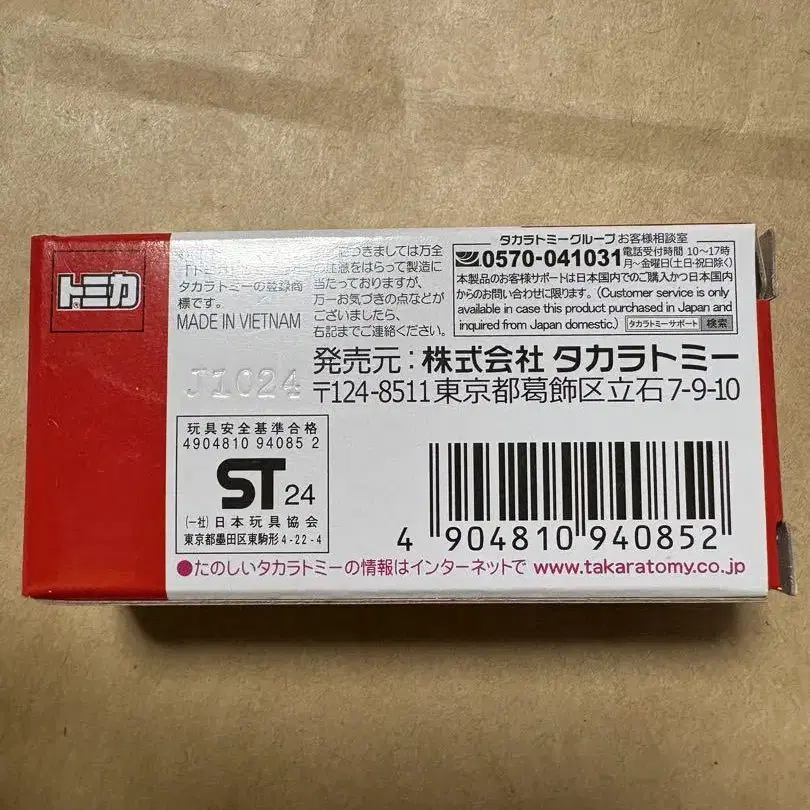 トミカ
「トミ
タカラトミーの登録商
標です。
MADE IN VIETNAM
つきましては万全
の注意をはらって製造に
当たっておりますが、
万一お気づきの点などが
ございましたら、
右記までご連絡ください。
タカラトミーグループお客様相談室
0570-041031
電話受付時間 10〜17時
月〜金曜日(土日・祝日除く)
本製品のお客様サポートは日本国内でのご購入かつ日本国内
からのお問い合わせに限ります。(Customer service is only
available in case this product purchased in Japan and
inquired from Japan domestic.) タカラトミーサポート 検索
J1024
発売元:株式会社 タカラトミー
〒124-8511 東京都葛飾区立石7-9-10
玩具安全基準合格
4904810 94085 2
ST 24
(一社)日本玩具協会
東京都墨田区東駒形4-22-4
4 904810 940852
●たのしいタカラトミーの情報はインターネットで www.takaratomy.co.jp